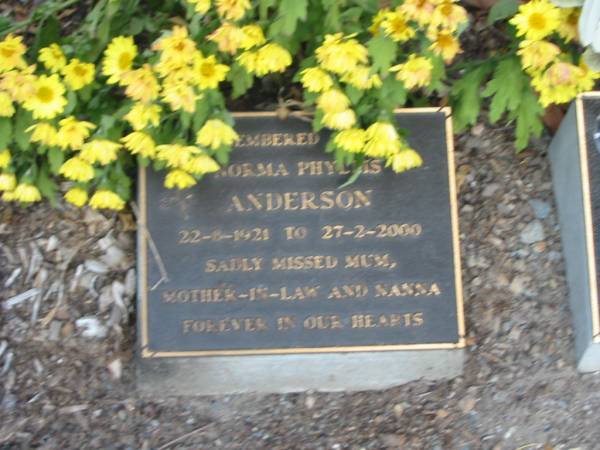 EMBERED
NORMA PHYLLIS
ANDERSON
22-8-1921 TO 27-2-2000
SADLY MISSED MUM,
MOTHER-IN-LAW AND NANNA
FOREVER IN OUR HEARTS